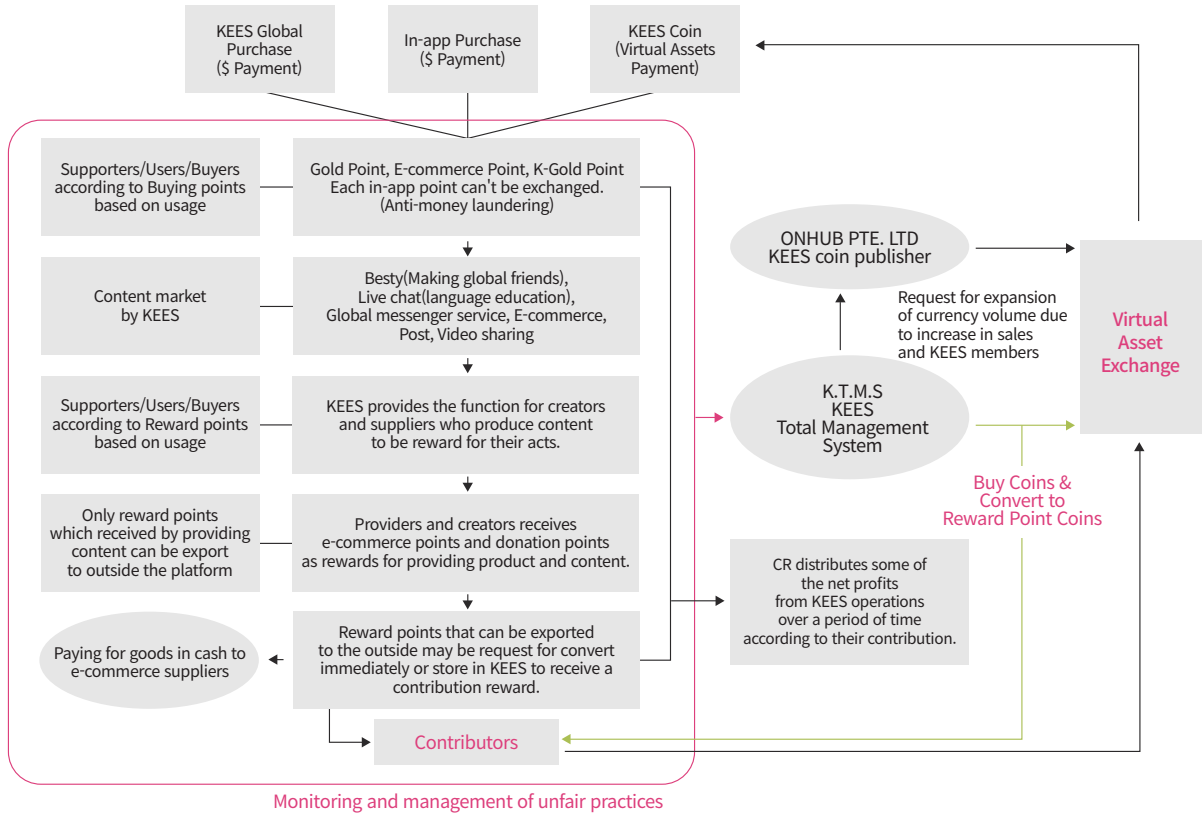 KEES Global
Purchase
($ Payment)
In-app Purchase
($ Payment)
KEES Coin
(Virtual Assets
Payment)
Supporters/Users/Buyers
according to Buying points
based on usage
Gold Point, E-commerce Point, K-Gold Point
Each in-app point can't be exchanged.
(Anti-money laundering)
Content market
by KEES
Besty(Making global friends),
Live chat(language education),
Global messenger service, E-commerce,
Post, Video sharing
Supporters/Users/Buyers
according to Reward points
based on usage
KEES provides the function for creators
and suppliers who produce content
to be reward for their acts.
Only reward points
which received by providing
content can be export
to outside the platform
Providers and creators receives
e-commerce points and donation points
as rewards for providing product and content.
Paying for goods in cash to
e-commerce suppliers
Reward points that can be exported
to the outside may be request for convert
immediately or store in KEES to receive a
contribution reward.
Contributors
Monitoring and management of unfair practices
ONHUB PTE. LTD
KEES coin publisher
Request for expansion
of currency volume due
to increase in sales
and KEES members
K.T.M.S
KEES
Total Management
System
Virtual
Asset
Exchange
Buy Coins &
Convert to
Reward Point Coins
CR distributes some of
the net profits
from KEES operations
over a period of time
according to their contribution.